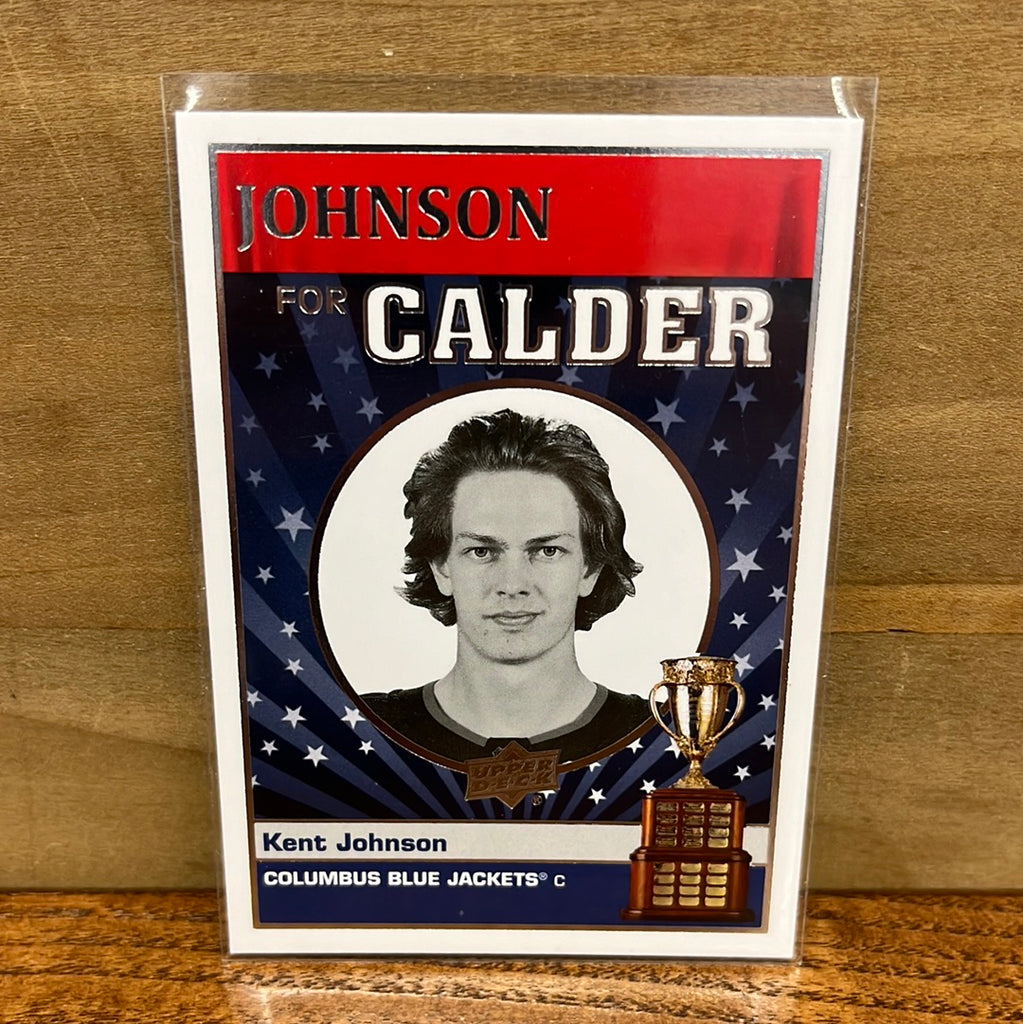 JOHNSON
FOR CALDER
UPPER
DECK®
Kent Johnson
COLUMBUS BLUE JACKETS® C